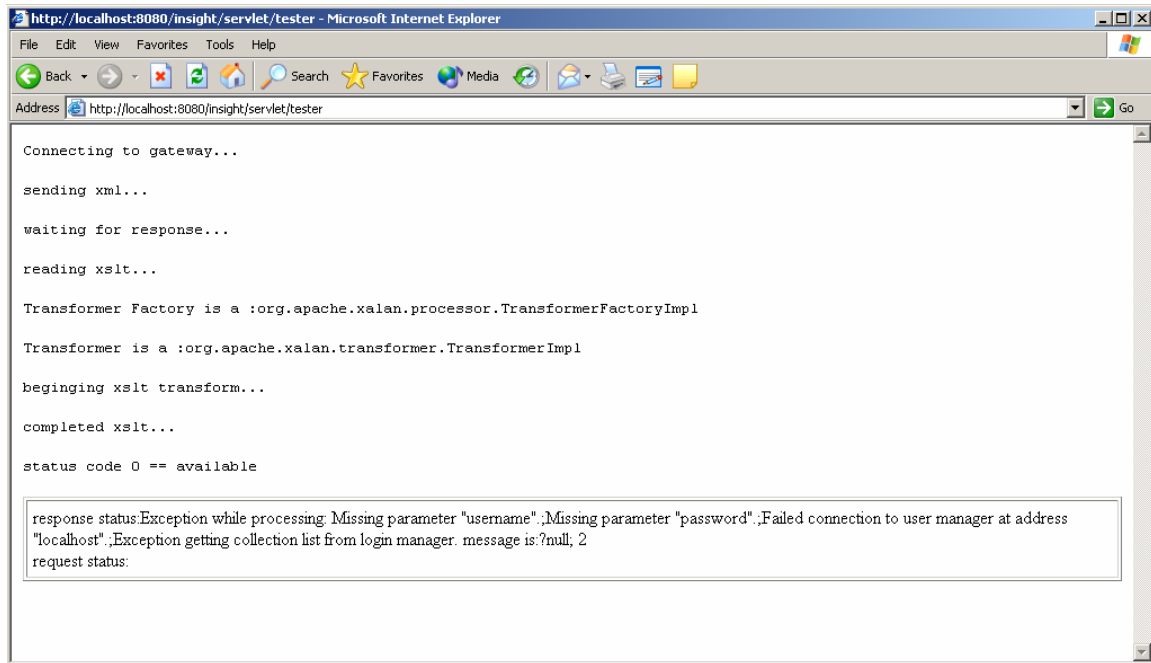 http://localhost:8080/insight/servlet/tester - Microsoft Internet Explorer
File Edit View Favorites Tools Help
Back Search Favorites Media
Address http://localhost:8080/insight/servlet/tester Go
Connecting to gateway...
sending xml...
waiting for response...
reading xslt...
Transformer Factory is a :org.apache.xalan.processor.TransformerFactoryImpl
Transformer is a :org.apache.xalan.transformer.TransformerImpl
beginging xslt transform...
completed xslt...
status code 0 == available
response status:Exception while processing: Missing parameter "username".;Missing parameter "password".;Failed connection to user manager at address
"localhost".;Exception getting collection list from login manager. message is:?null; 2
request status: